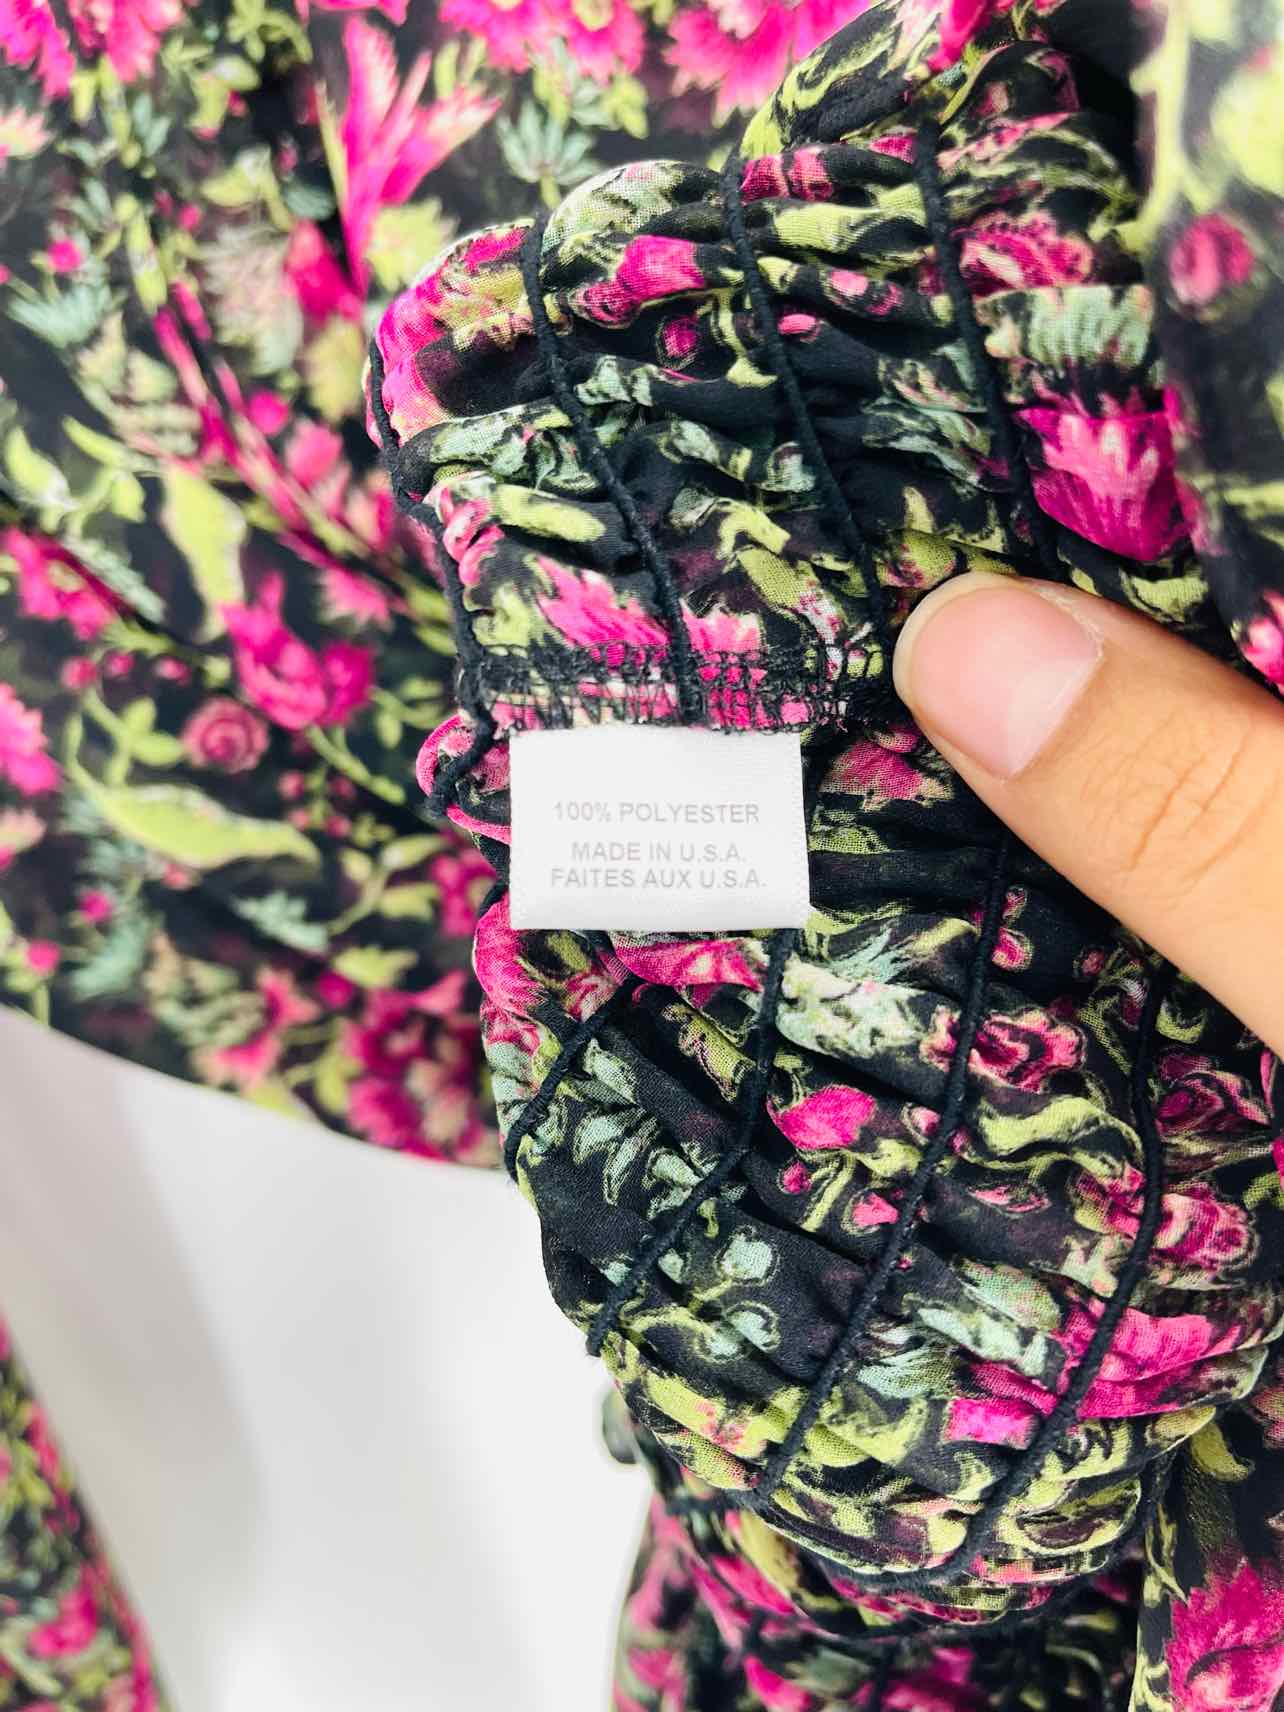 100% POLYESTER
MADE IN U.S.A.
FAITES AUX U.S.A.